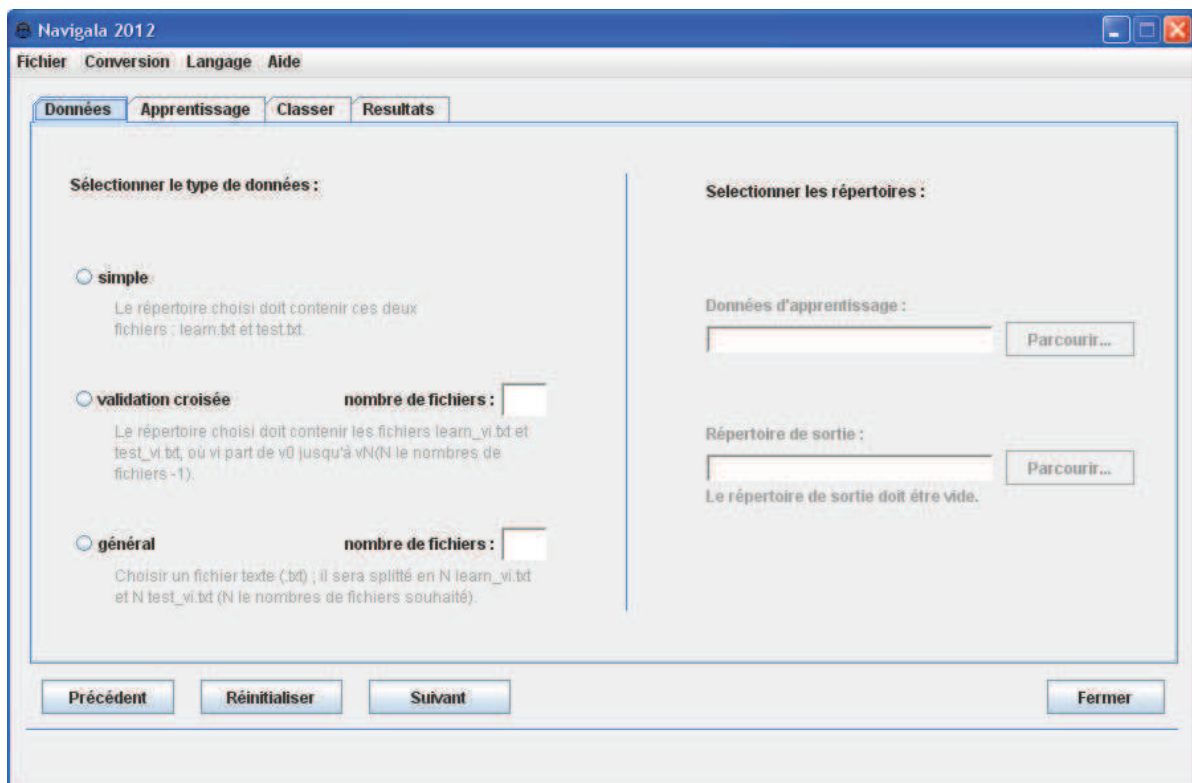 Navigala 2012
Fichier Conversion Langage Aide
Données Apprentissage Classer Resultats
Sélectionner le type de données :
simple
Le répertoire choisi doit contenir ces deux
fichiers : learn.txt et test.txt.
validation croisée nombre de fichiers :
Le répertoire choisi doit contenir les fichiers learn_vi.txt et
test_vi.txt, où vi part de v0 jusqu'à vN(N le nombres de
fichiers -1).
général nombre de fichiers :
Choisir un fichier texte (.txt) ; il sera splitté en N learn_vi.txt
et N test_vi.txt (N le nombres de fichiers souhaité).
Selectionner les répertoires :
Données d'apprentissage :
Parcourir...
Répertoire de sortie :
Parcourir...
Le répertoire de sortie doit être vide.
Précédent Réinitialiser Suivant Fermer